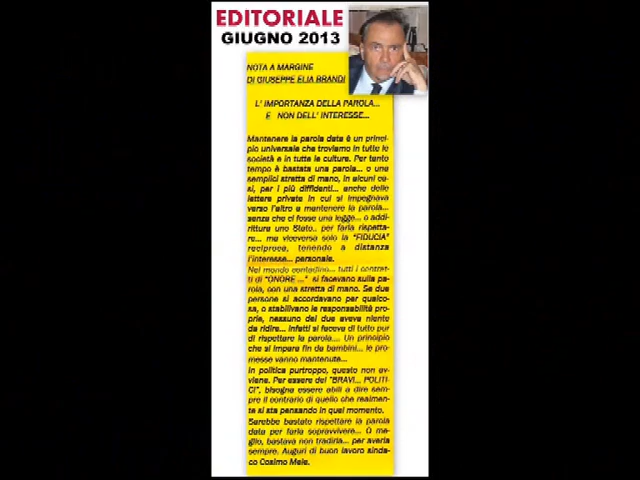 EDITORIALE
GIUGNO 2013
NOTA A MARGINE
DI GIUSEPPE ELIA BRANDI
L' IMPORTANZA DELLA PAROLA...
E NON DELL' INTERESSE...
Mantenere la parola data è un princi-
pio universale che troviamo in tutte le
società e in tutte le culture. Per tanto
tempo è bastata una parola... o una
semplici stretta di mano, in alcuni ca-
si, per i più diffidenti... anche delle
lettere private in cui si impegnava
verso l'altro a mantenere la parola...
senza che ci fosse una legge... o addi-
rittura uno Stato.. per farla rispetta-
re... ma viceversa solo la "FIDUCIA"
reciproca, tenendo a distanza
l'interesse... personale.
Nel mondo contadino... tutti i contrat-
ti di "ONORE ..." si facevano sulla pa-
rola, con una stretta di mano. Se due
persone si accordavano per qualco-
sa, o stabilivano le responsabilità pro-
prie, nessuno dei due aveva niente
da ridire... infatti si faceva di tutto pur
di rispettare la parola.... Un principio
che si impara fin da bambini... le pro-
messe vanno mantenute...
In politica purtroppo, questo non av-
viene. Per essere dei "BRAVI... POLITI-
CI", bisogna essere abili a dire sem-
pre il contrario di quello che realmen-
te si sta pensando in quel momento.
Sarebbe bastato rispettare la parola
data per farla sopravvivere... O me-
glio, bastava non tradirla... per averla
sempre. Auguri di buon lavoro sinda-
co Cosimo Mele.